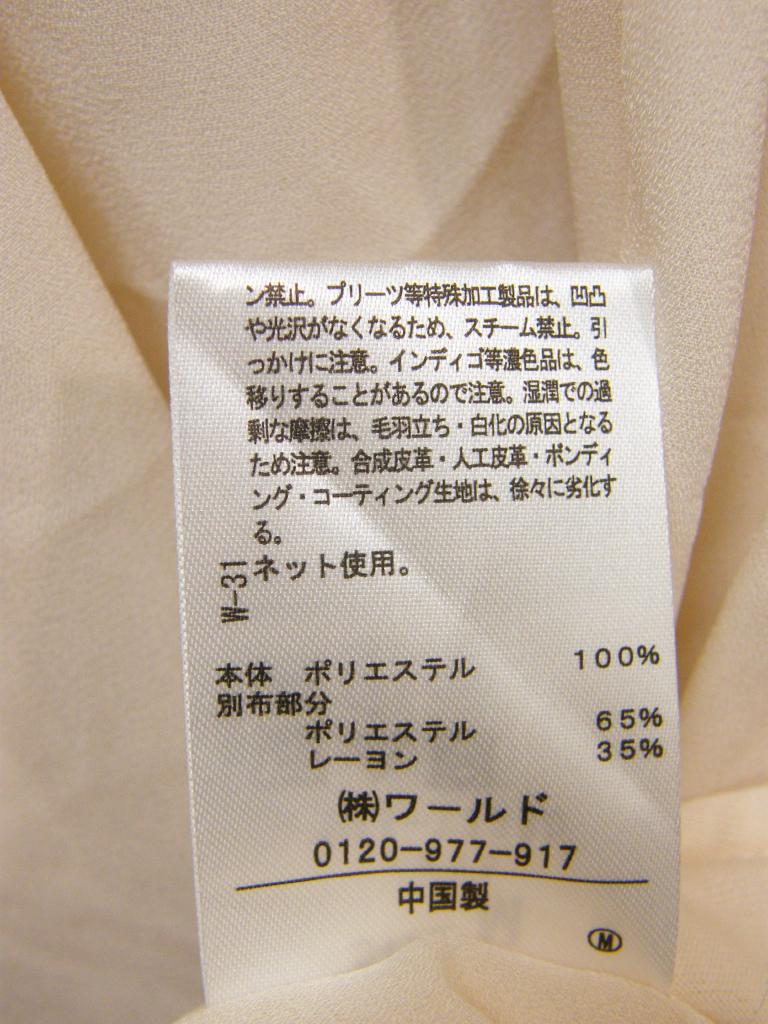 ン禁止。プリーツ等特殊加工製品は、凹凸
や光沢がなくなるため、スチーム禁止。引
っかけに注意。インディゴ等濃色品は、色
移りすることがあるので注意。湿潤での過
剰な摩擦は、毛羽立ち・白化の原因となる
ため注意。合成皮革・人工皮革・ボンディ
ング・コーティング生地は、徐々に劣化す
る。
ネット使用。
W-31
本体 ポリエステル 100%
別布部分
ポリエステル 65%
レーヨン 35%
㈱ワールド
0120-977-917
中国製
Ⓜ